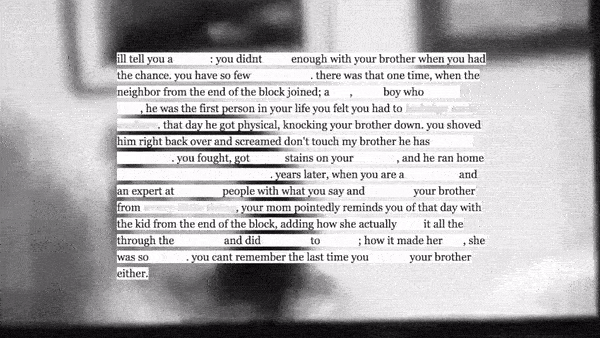 ill tell you a : you didnt enough with your brother when you had
the chance. you have so few . there was that one time, when the
neighbor from the end of the block joined; a , boy who
, he was the first person in your life you felt you had to
. that day he got physical, knocking your brother down. you shoved
him right back over and screamed don't touch my brother he has
. you fought, got stains on your , and he ran home
. years later, when you are a and
an expert at people with what you say and your brother
from , your mom pointedly reminds you of that day with
the kid from the end of the block, adding how she actually it all the
through the and did to ; how it made her , she
was so . you cant remember the last time you your brother
either.